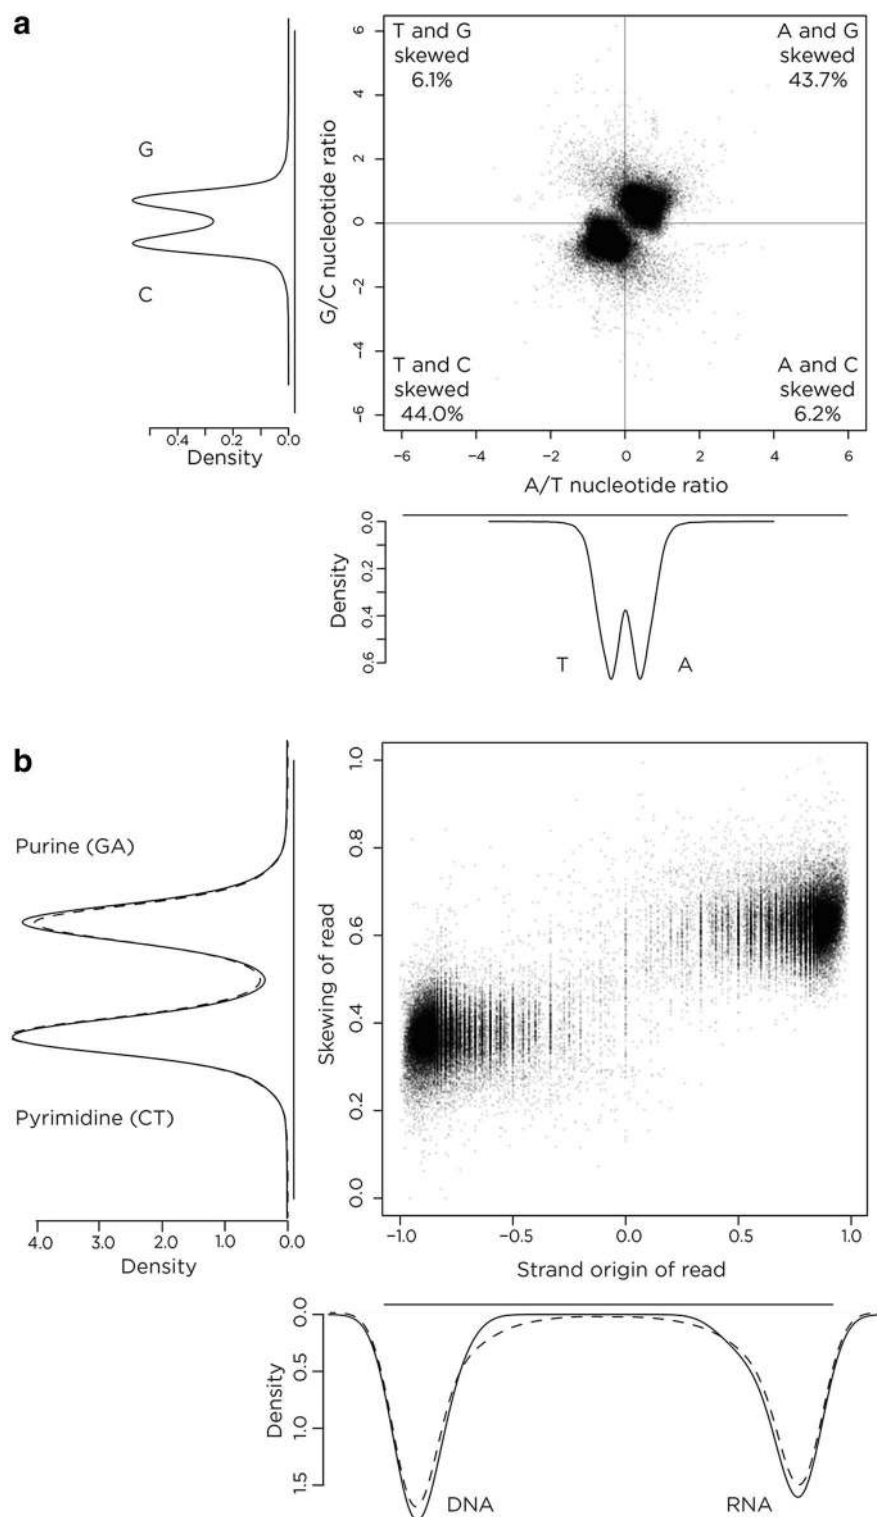 a
T and G
skewed
6.1%
A and G
skewed
43.7%
G
C
G/C nucleotide ratio
6
4
2
0
−2
−4
−6
T and C
skewed
44.0%
A and C
skewed
6.2%
0.4 0.2 0.0
Density
−6 −4 −2 0 2 4 6
A/T nucleotide ratio
Density
0.0
0.2
0.4
0.6
T A
b
Purine (GA)
Pyrimidine (CT)
Skewing of read
1.0
0.8
0.6
0.4
0.2
0.0
4.0 3.0 2.0 1.0 0.0
Density
-1.0 −0.5 0.0 0.5 1.0
Strand origin of read
Density
0.0
0.5
1.0
1.5
DNA RNA